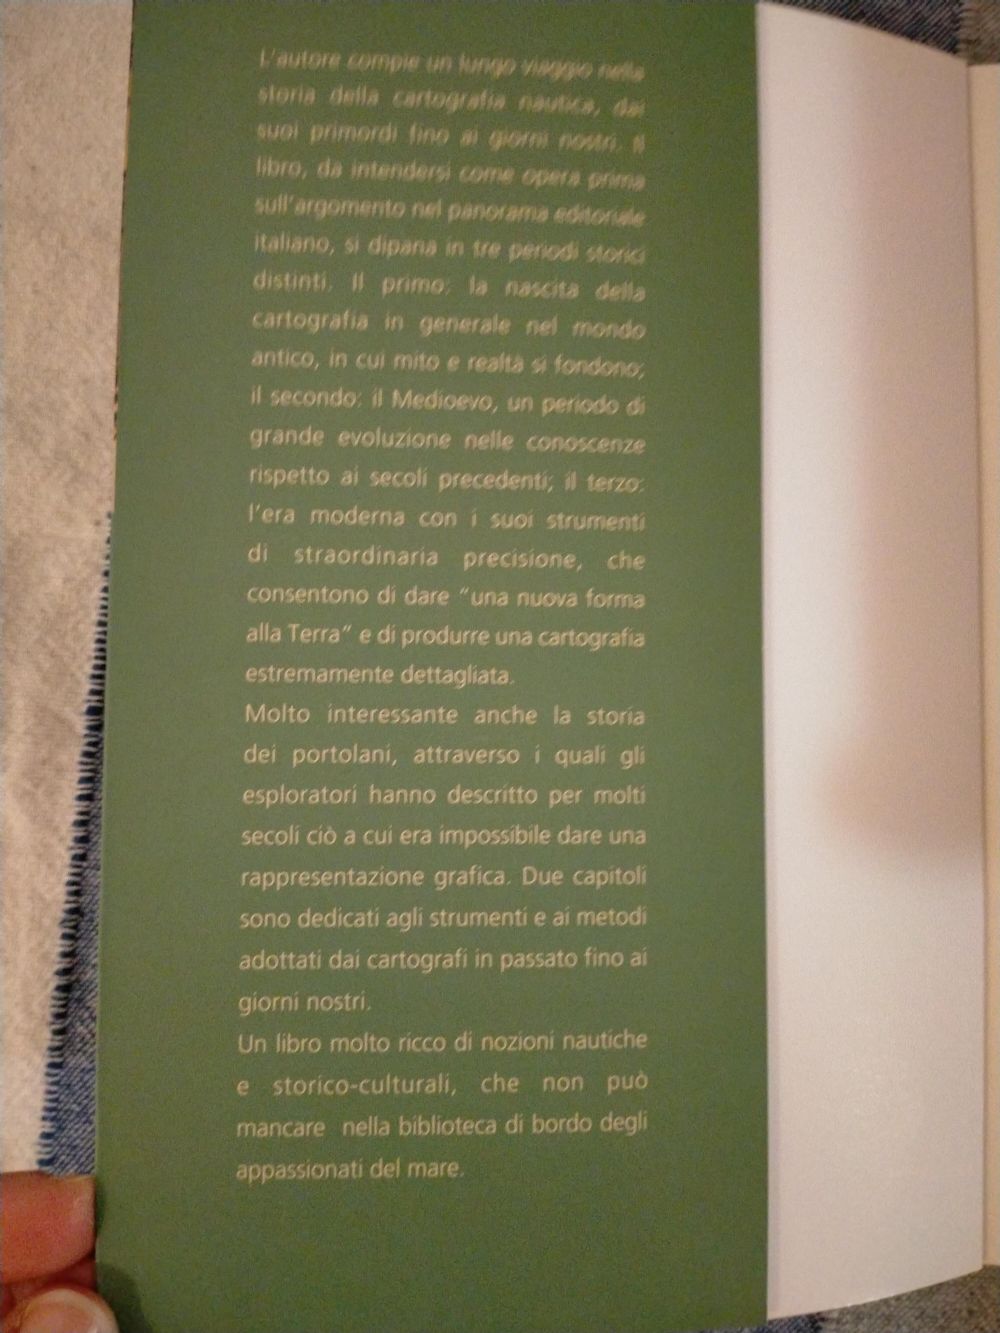 L'autore compie un lungo viaggio nella
storia della cartografia nautica, dai
suoi primordi fino ai giorni nostri. Il
libro, da intendersi come opera prima
sull'argomento nel panorama editoriale
italiano, si dipana in tre periodi storici
distinti. Il primo: la nascita della
cartografia in generale nel mondo
antico, in cui mito e realtà si fondono;
il secondo: il Medioevo, un periodo di
grande evoluzione nelle conoscenze
rispetto ai secoli precedenti; il terzo:
l'era moderna con i suoi strumenti
di straordinaria precisione, che
consentono di dare "una nuova forma
alla Terra" e di produrre una cartografia
estremamente dettagliata.
Molto interessante anche la storia
dei portolani, attraverso i quali gli
esploratori hanno descritto per molti
secoli ciò a cui era impossibile dare una
rappresentazione grafica. Due capitoli
sono dedicati agli strumenti e ai metodi
adottati dai cartografi in passato fino ai
giorni nostri.
Un libro molto ricco di nozioni nautiche
e storico-culturali, che non può
mancare nella biblioteca di bordo degli
appassionati del mare.